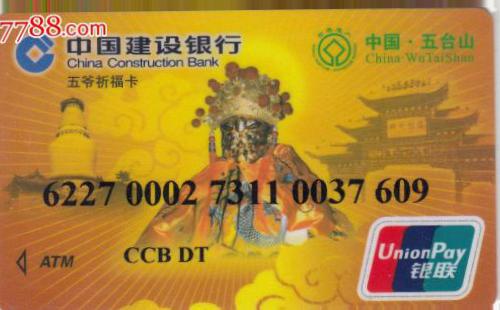 7788.com
中国建设银行
China Construction Bank
五爷祈福卡
中国·五台山
China·WuTaiShan
6227 0002 7311 0037 609
ATM
CCB DT
UnionPay
银联